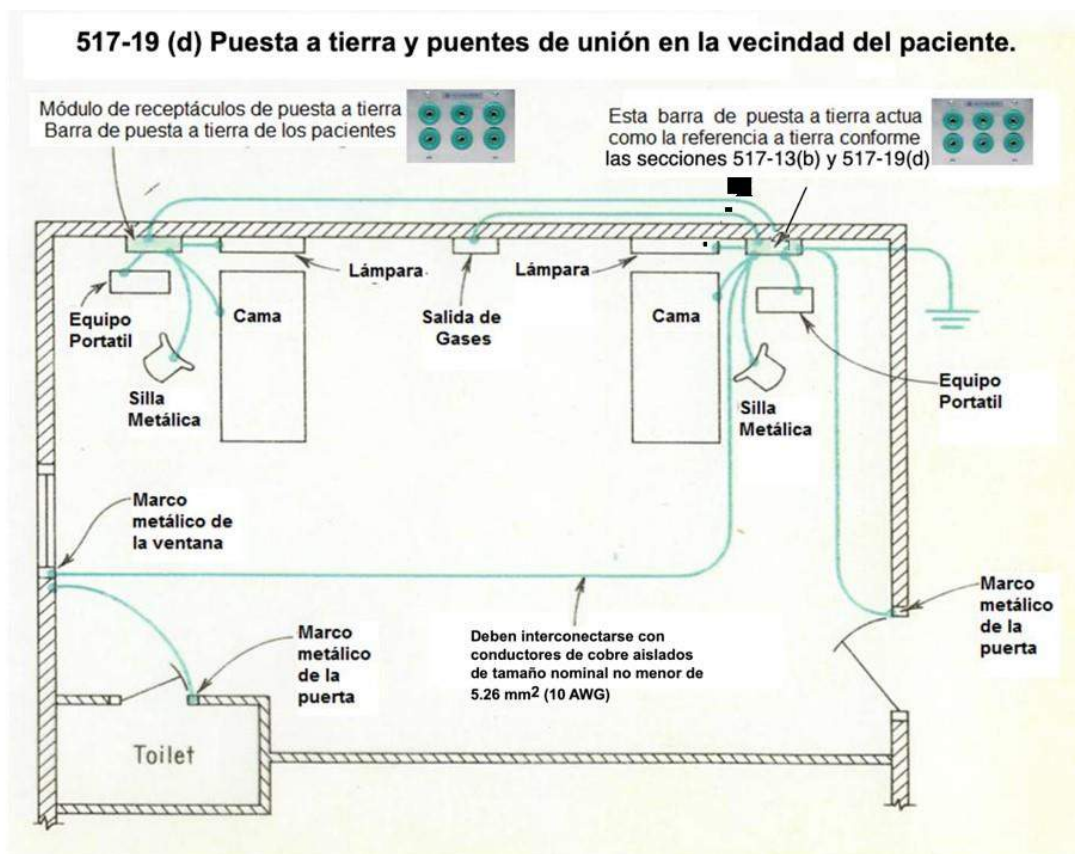 517-19 (d) Puesta a tierra y puentes de unión en la vecindad del paciente.
Módulo de receptáculos de puesta a tierra
Barra de puesta a tierra de los pacientes
Esta barra de puesta a tierra actua
como la referencia a tierra conforme
las secciones 517-13(b) y 517-19(d)
Lámpara
Lámpara
Equipo
Portatil
Cama
Salida de
Gases
Cama
Silla
Metálica
Silla
Metálica
Equipo
Portatil
Marco
metálico de
la ventana
Marco
metálico
de la
puerta
Deben interconectarse con
conductores de cobre aislados
de tamaño nominal no menor de
5.26 mm2 (10 AWG)
Marco
metálico
de la
puerta
Toilet